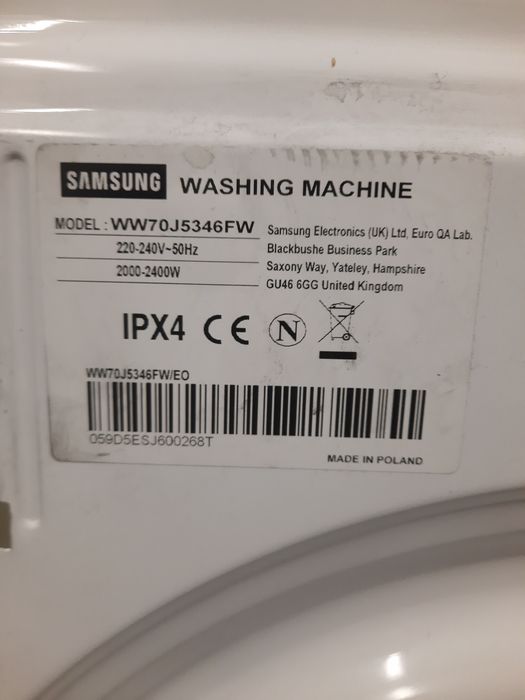 SAMSUNG WASHING MACHINE
MODEL : WW70J5346FW
220-240V~50Hz
2000-2400W
Samsung Electronics (UK) Ltd, Euro QA Lab.
Blackbushe Business Park
Saxony Way, Yateley, Hampshire
GU46 6GG United Kingdom
IPX4 CE N
WW70J5346FW/EO
059D5ESJ600268T
MADE IN POLAND